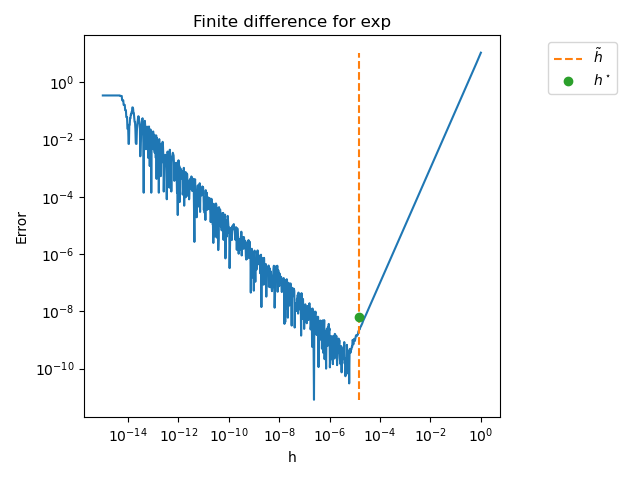 Finite difference for exp
Error
10⁰
10⁻²
10⁻⁴
10⁻⁶
10⁻⁸
10⁻¹⁰
10⁻¹⁴ 10⁻¹² 10⁻¹⁰ 10⁻⁸ 10⁻⁶ 10⁻⁴ 10⁻² 10⁰
h
h̃
h⋆